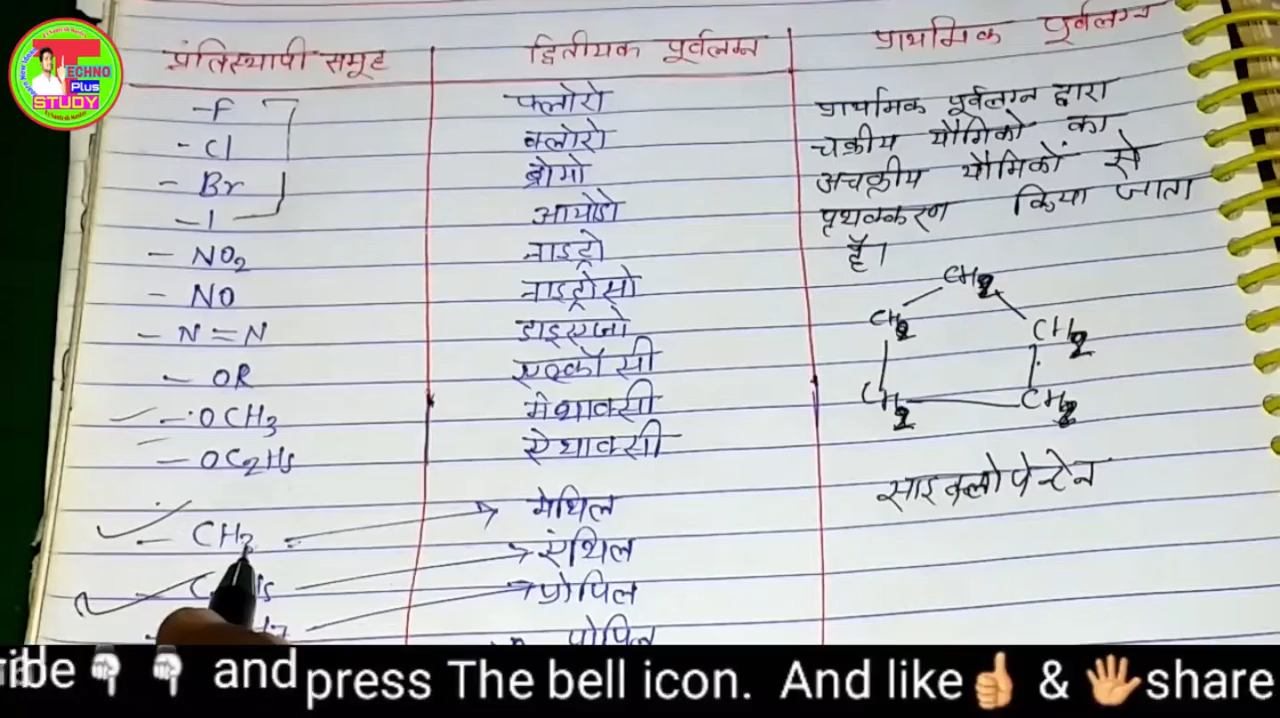 TECHNO
Plus
STUDY
प्रतिस्थापी समूह
द्वितीयक पूर्वलग्न
प्राथमिक पूर्वलग्न
-F फ्लोरो
-Cl क्लोरो
-Br ब्रोमो
-I आयोडो
-NO2 नाइट्रो
-NO नाइट्रोसो
-N=N डाइएजो
-OR एल्कॉसी
-OCH3 मेथाक्सी
-OC2H5 ऐथाक्सी
-CH3 मेथिल
एथिल
प्रोपिल
प्राथमिक पूर्वलग्न द्वारा
चक्रीय यौगिको का
अचक्रीय यौगिकों से
पृथक्करण किया जाता
है।
CH2
CH2 CH2
CH2 CH2
साइक्लोपेन्टेन
and press The bell icon. And like👍 & 👋share